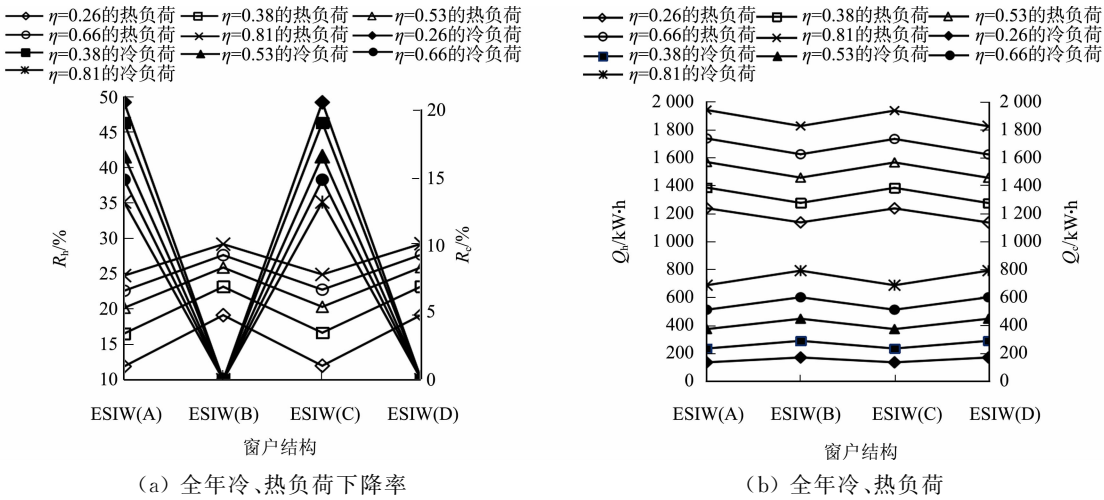 η=0.26的热负荷 η=0.38的热负荷 η=0.53的热负荷
η=0.66的热负荷 η=0.81的热负荷 η=0.26的冷负荷
η=0.38的冷负荷 η=0.53的冷负荷 η=0.66的冷负荷
η=0.81的冷负荷
50
45
40
35
30
25
20
15
10
Rh/%
20
15
10
5
0
Rc/%
ESIW(A) ESIW(B) ESIW(C) ESIW(D)
窗户结构
(a) 全年冷、热负荷下降率
η=0.26的热负荷 η=0.38的热负荷 η=0.53的热负荷
η=0.66的热负荷 η=0.81的热负荷 η=0.26的冷负荷
η=0.38的冷负荷 η=0.53的冷负荷 η=0.66的冷负荷
η=0.81的冷负荷
2 000
1 800
1 600
1 400
1 200
1 000
800
600
400
200
0
Qh/kW·h
2 000
1 800
1 600
1 400
1 200
1 000
800
600
400
200
0
Qc/kW·h
ESIW(A) ESIW(B) ESIW(C) ESIW(D)
窗户结构
(b) 全年冷、热负荷